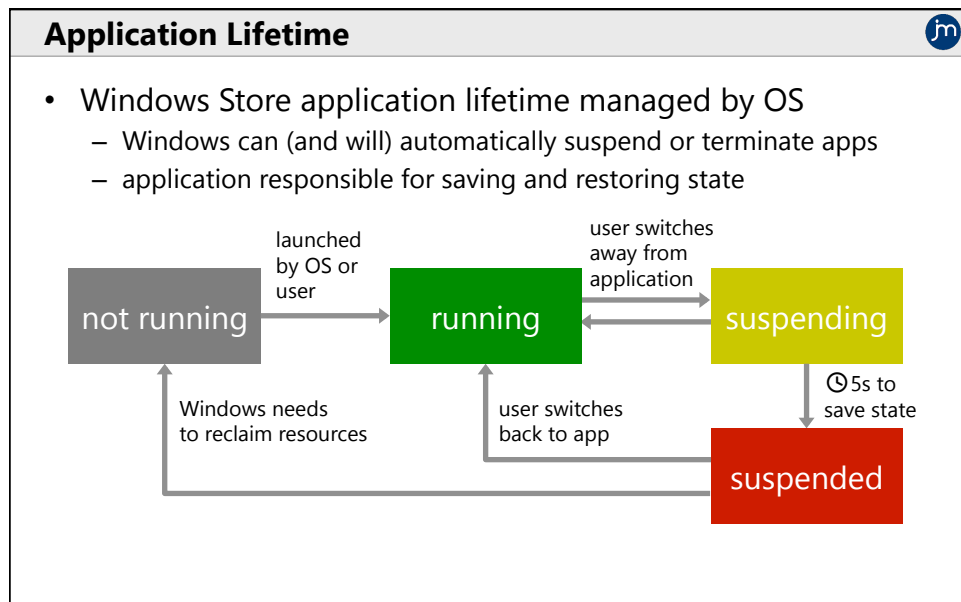 Application Lifetime
jm
• Windows Store application lifetime managed by OS
– Windows can (and will) automatically suspend or terminate apps
– application responsible for saving and restoring state
launched
by OS or
user
user switches
away from
application
not running
running
suspending
Windows needs
to reclaim resources
user switches
back to app
5s to
save state
suspended